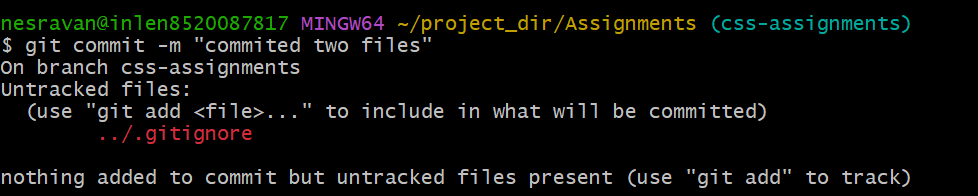 nesravan@inlen8520087817 MINGW64 ~/project_dir/Assignments (css-assignments)
$ git commit -m "commited two files"
On branch css-assignments
Untracked files:
  (use "git add <file>..." to include in what will be committed)
        ../.gitignore

nothing added to commit but untracked files present (use "git add" to track)